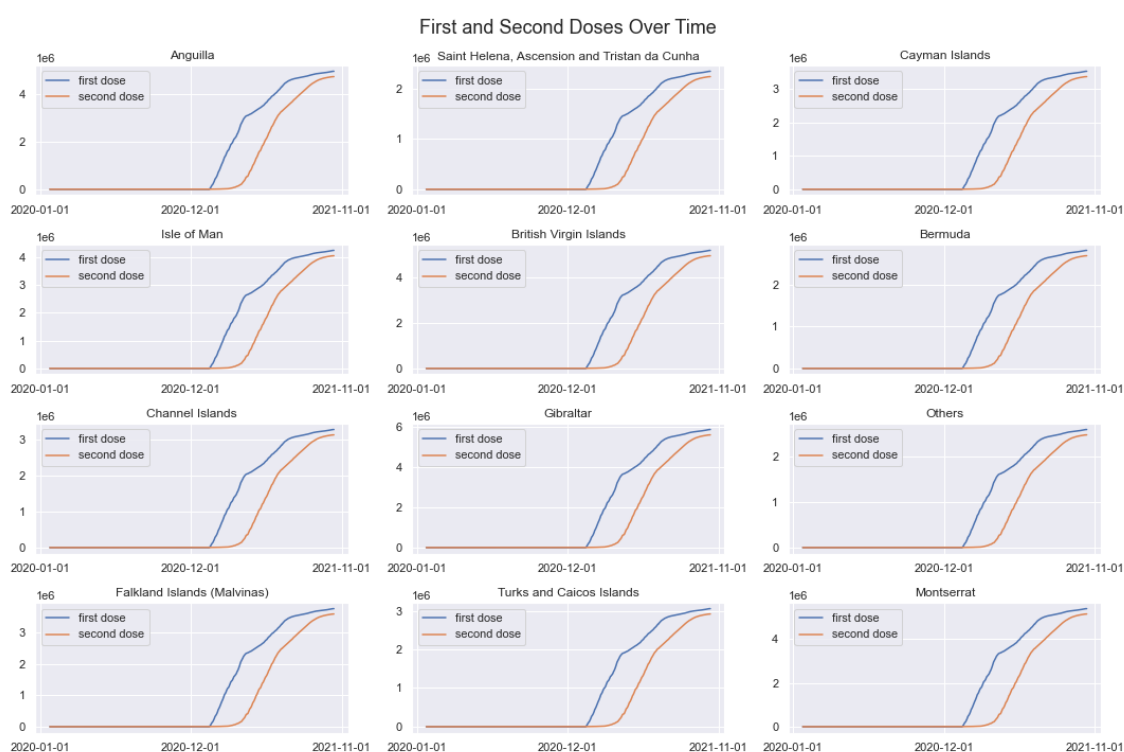 First and Second Doses Over Time
Anguilla
1e6
first dose
second dose
4
2
0
2020-01-01 2020-12-01 2021-11-01
Saint Helena, Ascension and Tristan da Cunha
1e6
first dose
second dose
2
1
0
2020-01-01 2020-12-01 2021-11-01
Cayman Islands
1e6
first dose
second dose
3
2
1
0
2020-01-01 2020-12-01 2021-11-01
Isle of Man
1e6
first dose
second dose
4
3
2
1
0
2020-01-01 2020-12-01 2021-11-01
British Virgin Islands
1e6
first dose
second dose
4
2
0
2020-01-01 2020-12-01 2021-11-01
Bermuda
1e6
first dose
second dose
2
1
0
2020-01-01 2020-12-01 2021-11-01
Channel Islands
1e6
first dose
second dose
3
2
1
0
2020-01-01 2020-12-01 2021-11-01
Gibraltar
1e6
first dose
second dose
6
4
2
0
2020-01-01 2020-12-01 2021-11-01
Others
1e6
first dose
second dose
2
1
0
2020-01-01 2020-12-01 2021-11-01
Falkland Islands (Malvinas)
1e6
first dose
second dose
3
2
1
0
2020-01-01 2020-12-01 2021-11-01
Turks and Caicos Islands
1e6
first dose
second dose
3
2
1
0
2020-01-01 2020-12-01 2021-11-01
Montserrat
1e6
first dose
second dose
4
2
0
2020-01-01 2020-12-01 2021-11-01